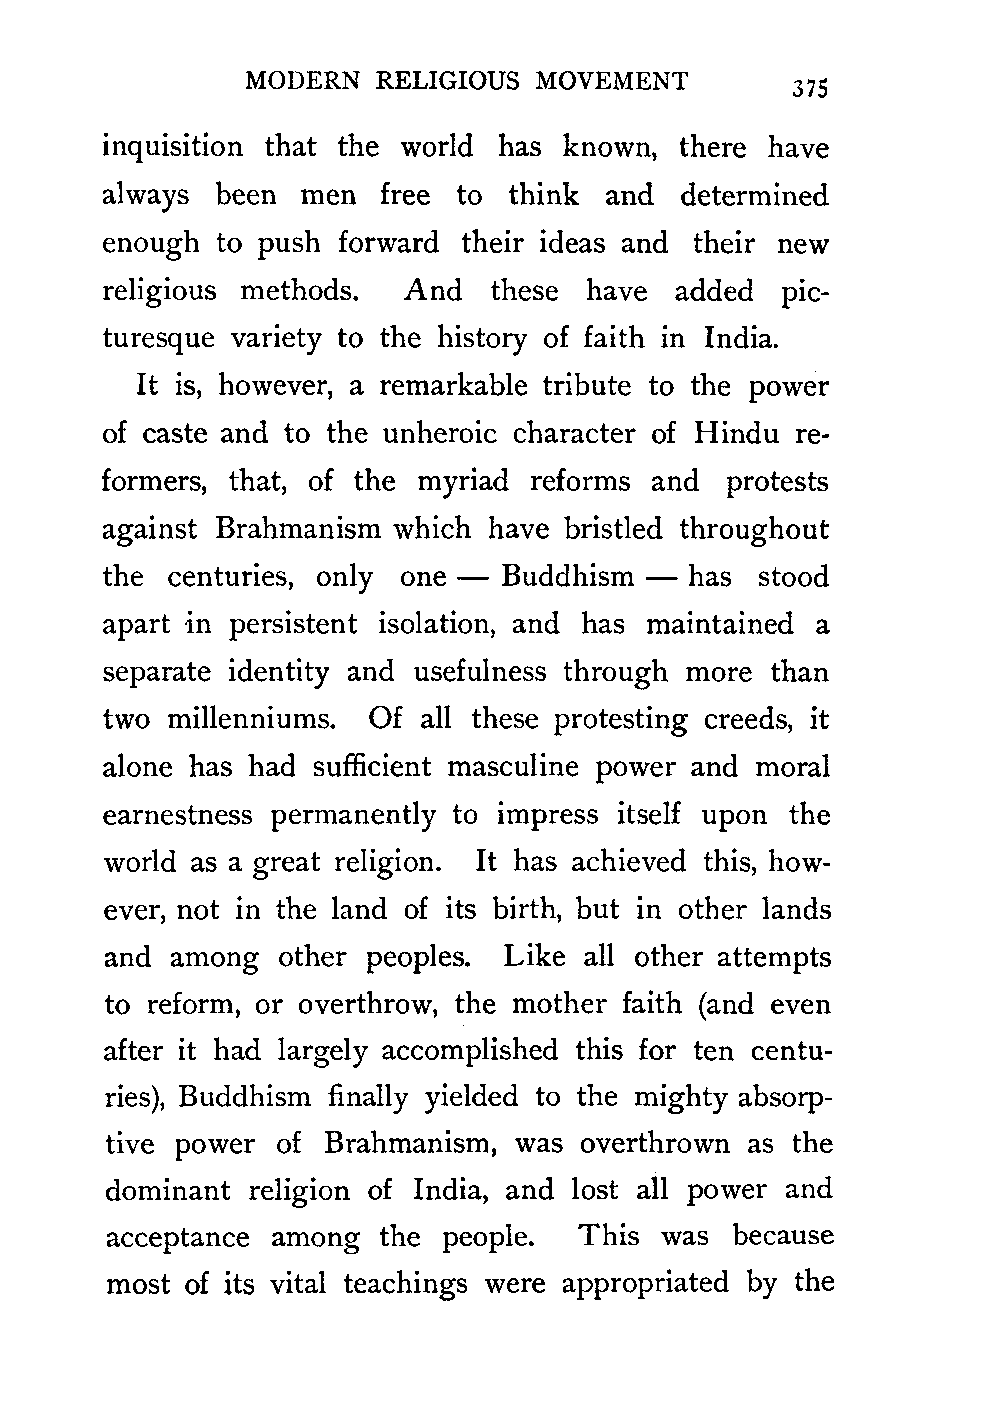 MODERN RELIGIOUS MOVEMENT 375
inquisition that the world has known, there have
always been men free to think and determined
enough to push forward their ideas and their new
religious methods. And these have added pic-
turesque variety to the history of faith in India.
It is, however, a remarkable tribute to the power
of caste and to the unheroic character of Hindu re-
formers, that, of the myriad reforms and protests
against Brahmanism which have bristled throughout
the centuries, only one — Buddhism — has stood
apart in persistent isolation, and has maintained a
separate identity and usefulness through more than
two millenniums. Of all these protesting creeds, it
alone has had sufficient masculine power and moral
earnestness permanently to impress itself upon the
world as a great religion. It has achieved this, how-
ever, not in the land of its birth, but in other lands
and among other peoples. Like all other attempts
to reform, or overthrow, the mother faith (and even
after it had largely accomplished this for ten centu-
ries), Buddhism finally yielded to the mighty absorp-
tive power of Brahmanism, was overthrown as the
dominant religion of India, and lost all power and
acceptance among the people. This was because
most of its vital teachings were appropriated by the